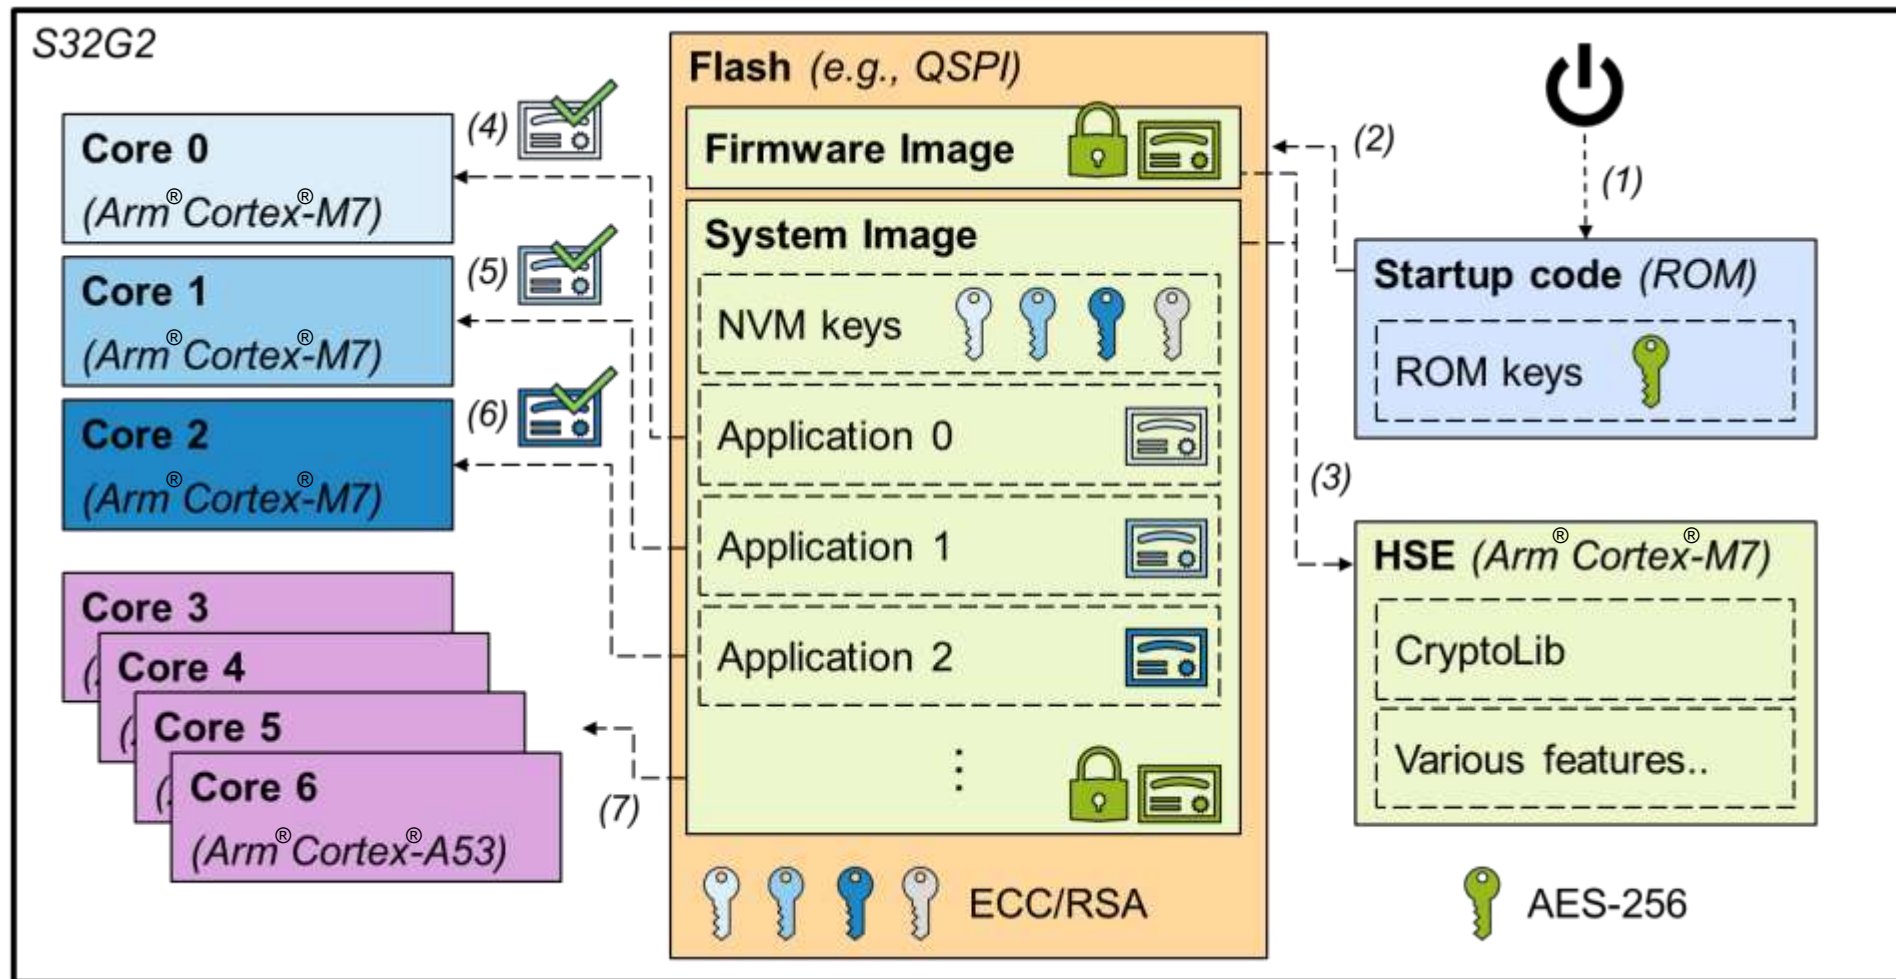 S32G2
Core 0
(Arm® Cortex®-M7)
(4)
Core 1
(Arm® Cortex®-M7)
(5)
Core 2
(Arm® Cortex®-M7)
(6)
Core 3
(
Core 4
(
Core 5
(
Core 6
(Arm® Cortex®-A53)
(7)
Flash (e.g., QSPI)
Firmware Image
System Image
NVM keys
Application 0
Application 1
Application 2
ECC/RSA
(1)
(2)
Startup code (ROM)
ROM keys
(3)
HSE (Arm® Cortex®-M7)
CryptoLib
Various features..
AES-256